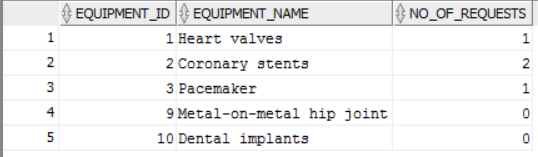 EQUIPMENT_ID EQUIPMENT_NAME NO_OF_REQUESTS
1 1 Heart valves 1
2 2 Coronary stents 2
3 3 Pacemaker 1
4 9 Metal-on-metal hip joint 0
5 10 Dental implants 0